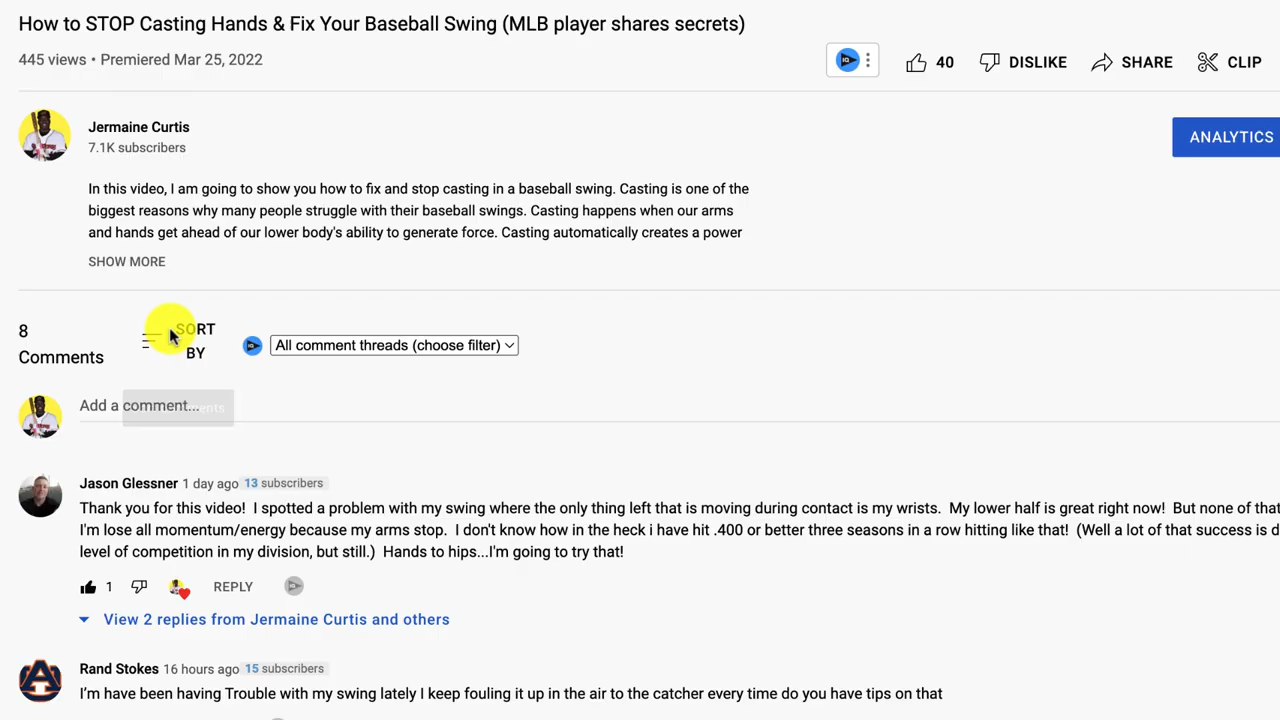 How to STOP Casting Hands & Fix Your Baseball Swing (MLB player shares secrets)
445 views • Premiered Mar 25, 2022
IQ
40
DISLIKE
SHARE
CLIP
Jermaine Curtis
7.1K subscribers
ANALYTICS
In this video, I am going to show you how to fix and stop casting in a baseball swing. Casting is one of the
biggest reasons why many people struggle with their baseball swings. Casting happens when our arms
and hands get ahead of our lower body's ability to generate force. Casting automatically creates a power
SHOW MORE
8
Comments
SORT
BY
IQ
All comment threads (choose filter)
Add a comment...
Jason Glessner 1 day ago 13 subscribers
Thank you for this video! I spotted a problem with my swing where the only thing left that is moving during contact is my wrists. My lower half is great right now! But none of that
I'm lose all momentum/energy because my arms stop. I don't know how in the heck i have hit .400 or better three seasons in a row hitting like that! (Well a lot of that success is d
level of competition in my division, but still.) Hands to hips...I'm going to try that!
1
REPLY
View 2 replies from Jermaine Curtis and others
Rand Stokes 16 hours ago 15 subscribers
I’m have been having Trouble with my swing lately I keep fouling it up in the air to the catcher every time do you have tips on that